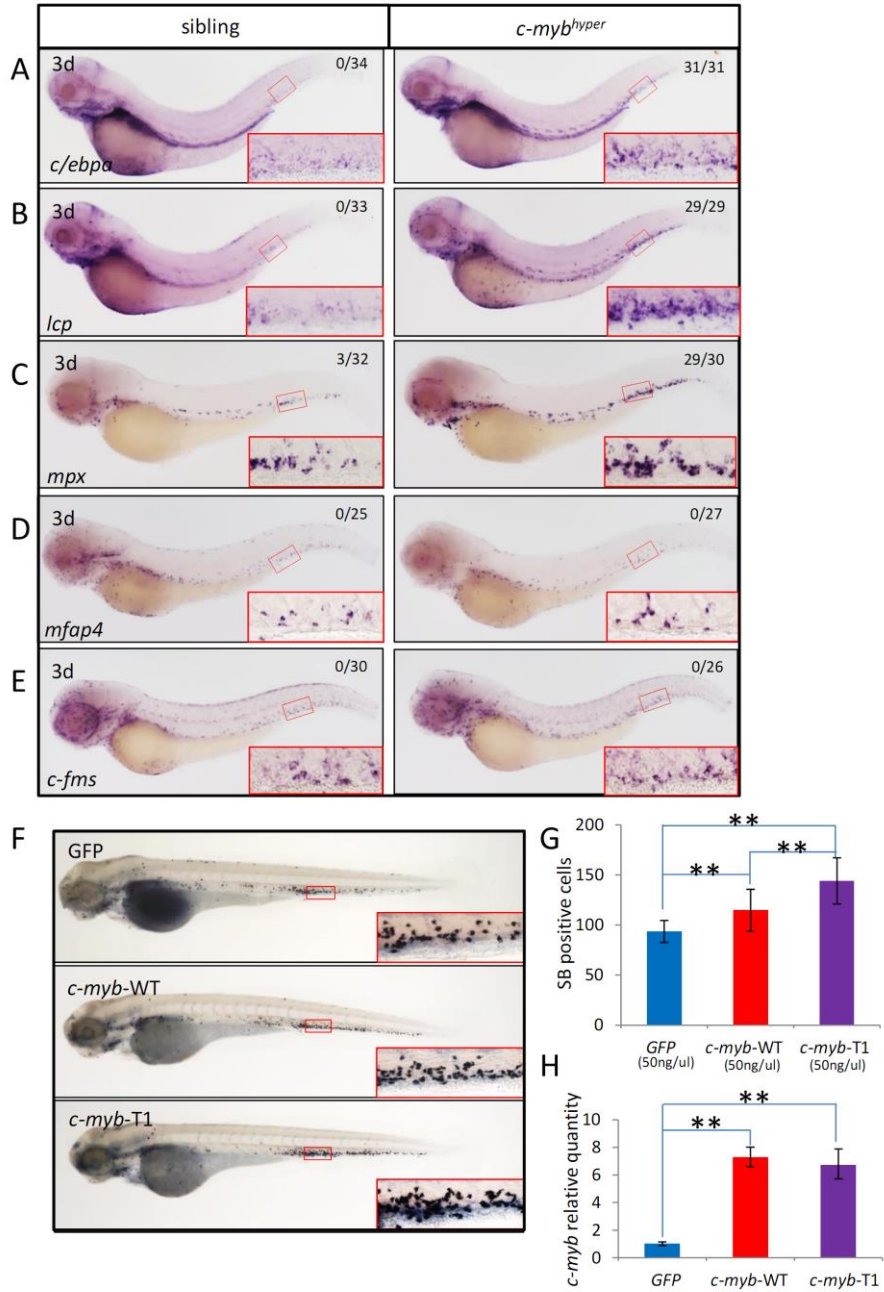 sibling c-myb^hyper
A 3d 0/34 31/31
c/ebpa
B 3d 0/33 29/29
lcp
C 3d 3/32 29/30
mpx
D 3d 0/25 0/27
mfap4
E 3d 0/30 0/26
c-fms
F
GFP
c-myb-WT
c-myb-T1
G
SB positive cells
200
150
100
50
0
**
** **
GFP c-myb-WT c-myb-T1
(50ng/ul) (50ng/ul) (50ng/ul)
H
c-myb relative quantity
8
6
4
2
0
**
**
GFP c-myb-WT c-myb-T1